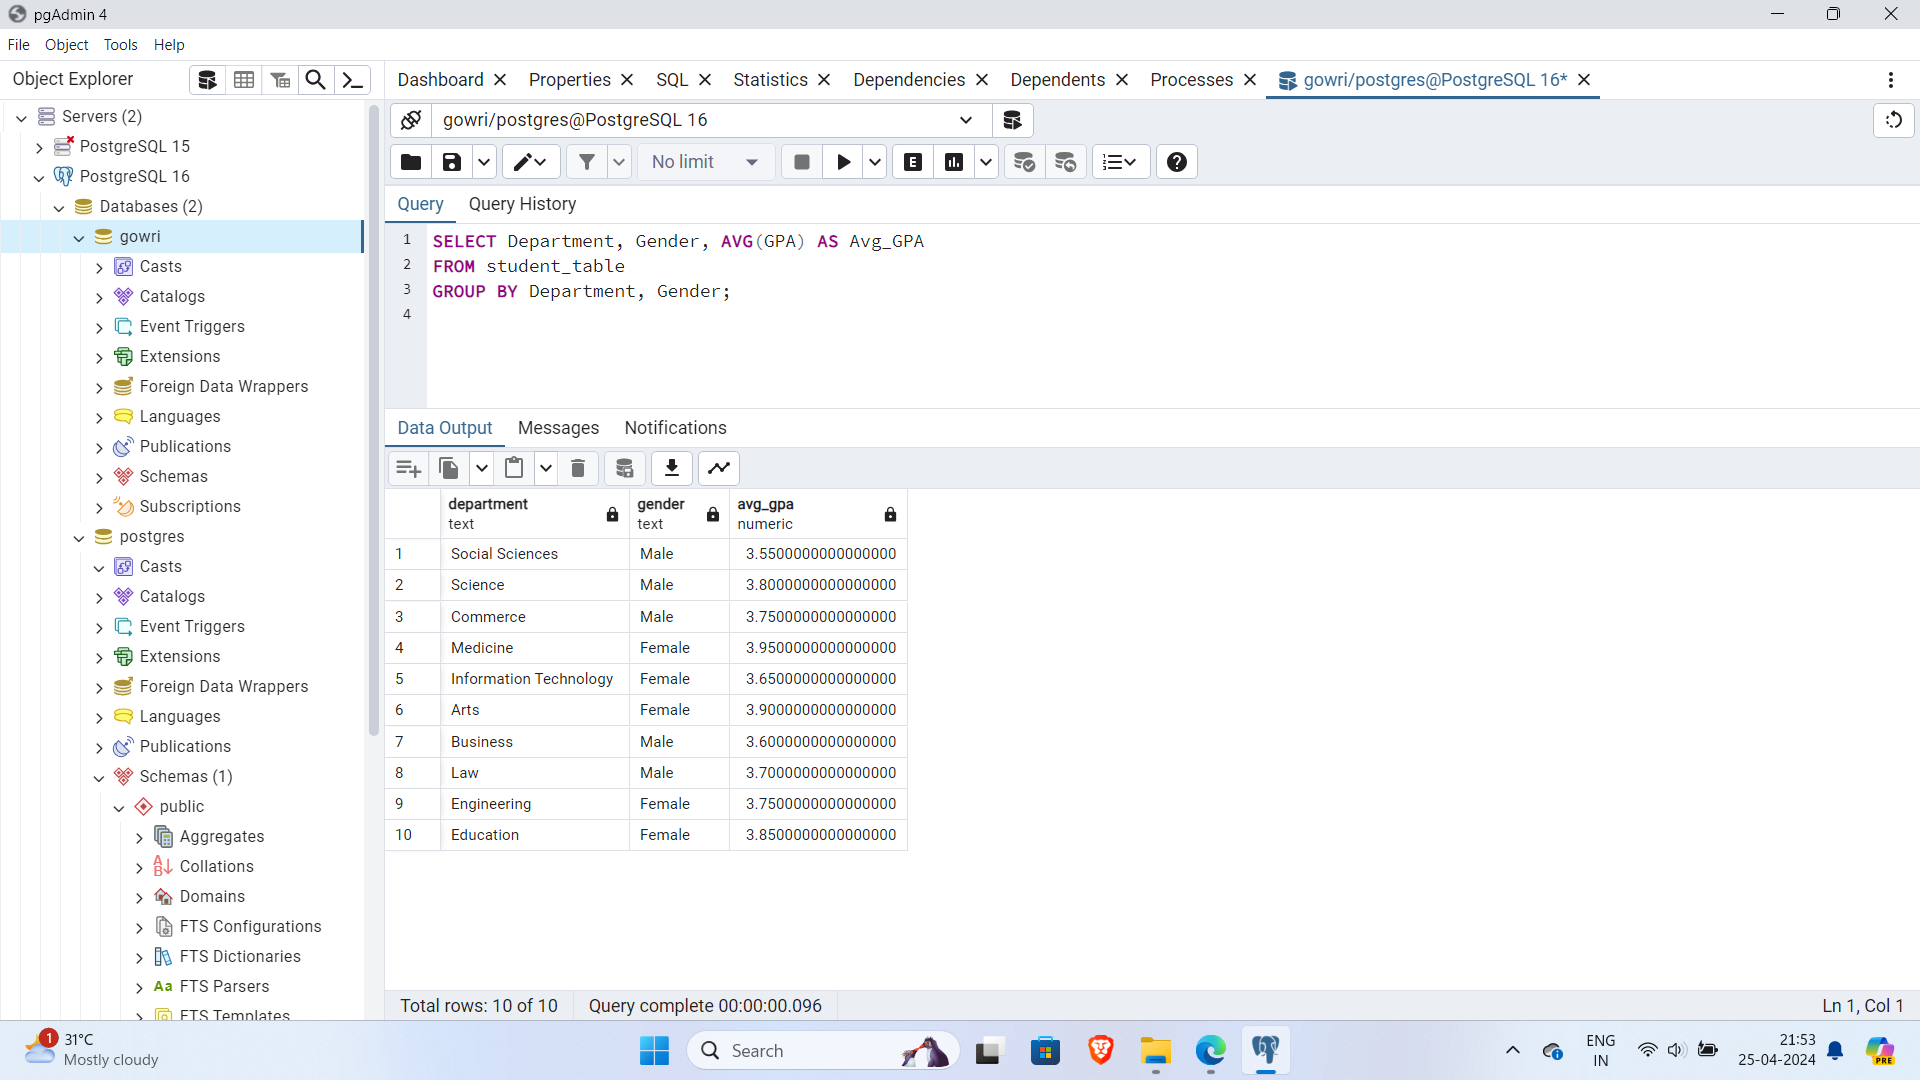 pgAdmin 4
File Object Tools Help
Object Explorer
Dashboard Properties SQL Statistics Dependencies Dependents Processes gowri/postgres@PostgreSQL 16*
Servers (2)
PostgreSQL 15
PostgreSQL 16
Databases (2)
gowri
Casts
Catalogs
Event Triggers
Extensions
Foreign Data Wrappers
Languages
Publications
Schemas
Subscriptions
postgres
Casts
Catalogs
Event Triggers
Extensions
Foreign Data Wrappers
Languages
Publications
Schemas (1)
public
Aggregates
Collations
Domains
FTS Configurations
FTS Dictionaries
Aa FTS Parsers
FTS Templates
gowri/postgres@PostgreSQL 16
No limit
E
Query Query History
1 SELECT Department, Gender, AVG(GPA) AS Avg_GPA
2 FROM student_table
3 GROUP BY Department, Gender;
4
Data Output Messages Notifications
department gender avg_gpa
text text numeric
1 Social Sciences Male 3.5500000000000000
2 Science Male 3.8000000000000000
3 Commerce Male 3.7500000000000000
4 Medicine Female 3.9500000000000000
5 Information Technology Female 3.6500000000000000
6 Arts Female 3.9000000000000000
7 Business Male 3.6000000000000000
8 Law Male 3.7000000000000000
9 Engineering Female 3.7500000000000000
10 Education Female 3.8500000000000000
Total rows: 10 of 10 Query complete 00:00:00.096 Ln 1, Col 1
1
31°C
Mostly cloudy
Search
ENG
IN
21:53
25-04-2024
PRE